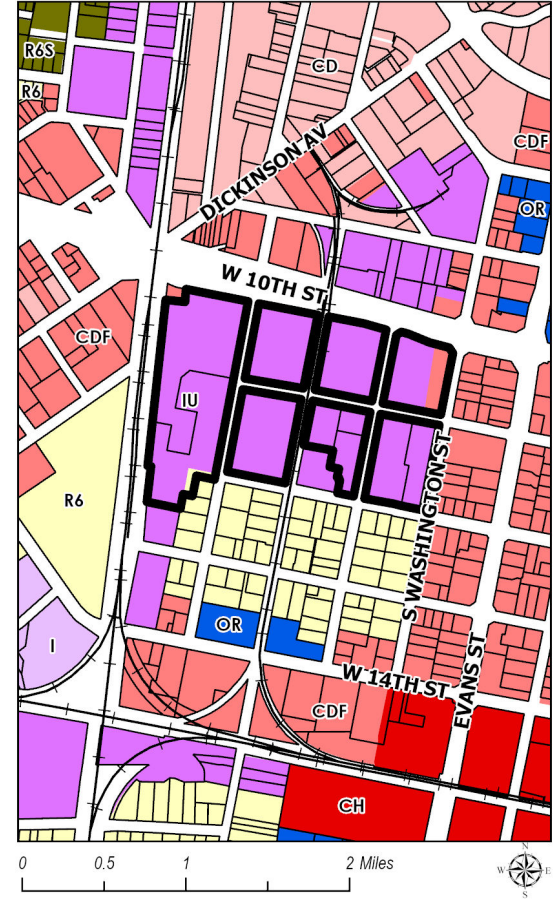 R6S
CD
R6
CDF
DICKINSON AV
OR
W 10TH ST
CDF
IU
R6
S WASHINGTON ST
OR
I
EVANS ST
W 14TH ST
CDF
CH
0 0.5 1 2 Miles
N
W E
S